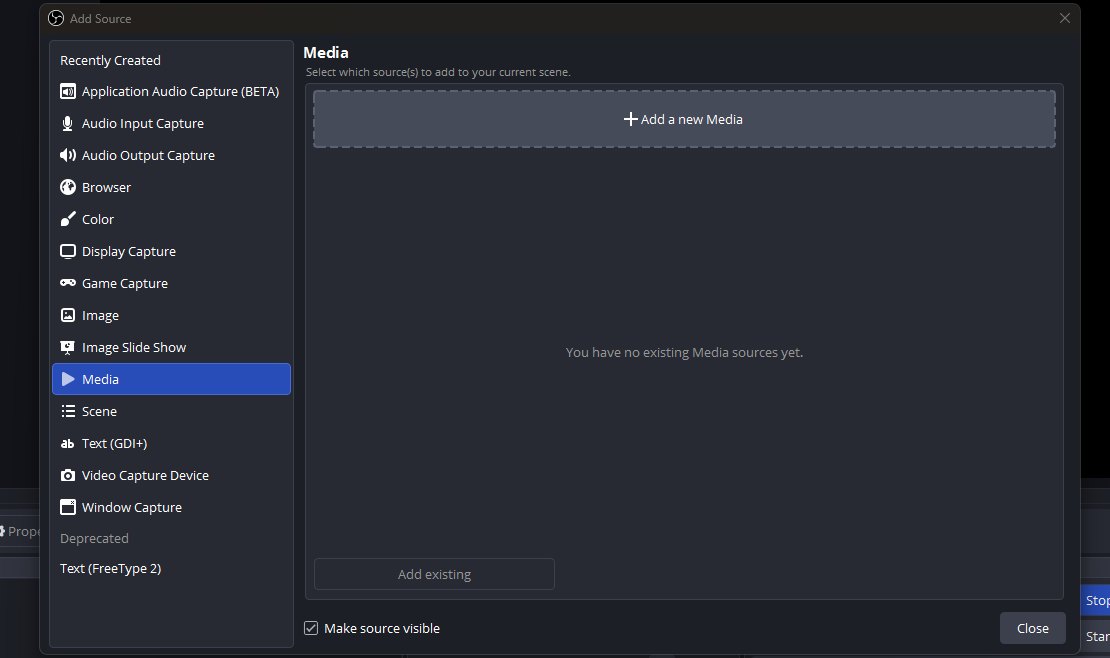 Add Source
Recently Created
Application Audio Capture (BETA)
Audio Input Capture
Audio Output Capture
Browser
Color
Display Capture
Game Capture
Image
Image Slide Show
Media
Scene
Text (GDI+)
Video Capture Device
Window Capture
Deprecated
Text (FreeType 2)
Media
Select which source(s) to add to your current scene.
Add a new Media
You have no existing Media sources yet.
Add existing
Make source visible
Close
Prope
Stop
Star